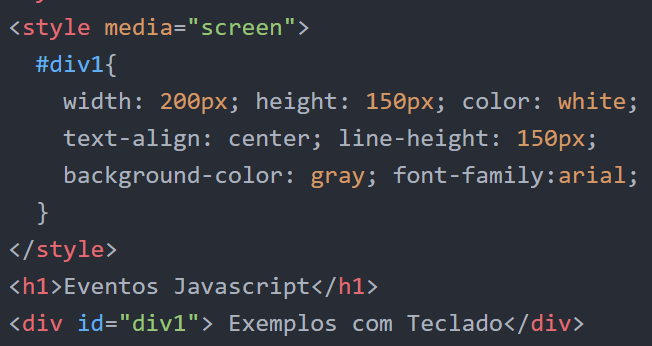 <style media="screen">
#div1{
width: 200px; height: 150px; color: white;
text-align: center; line-height: 150px;
background-color: gray; font-family:arial;
}
</style>
<h1>Eventos Javascript</h1>
<div id="div1"> Exemplos com Teclado</div>